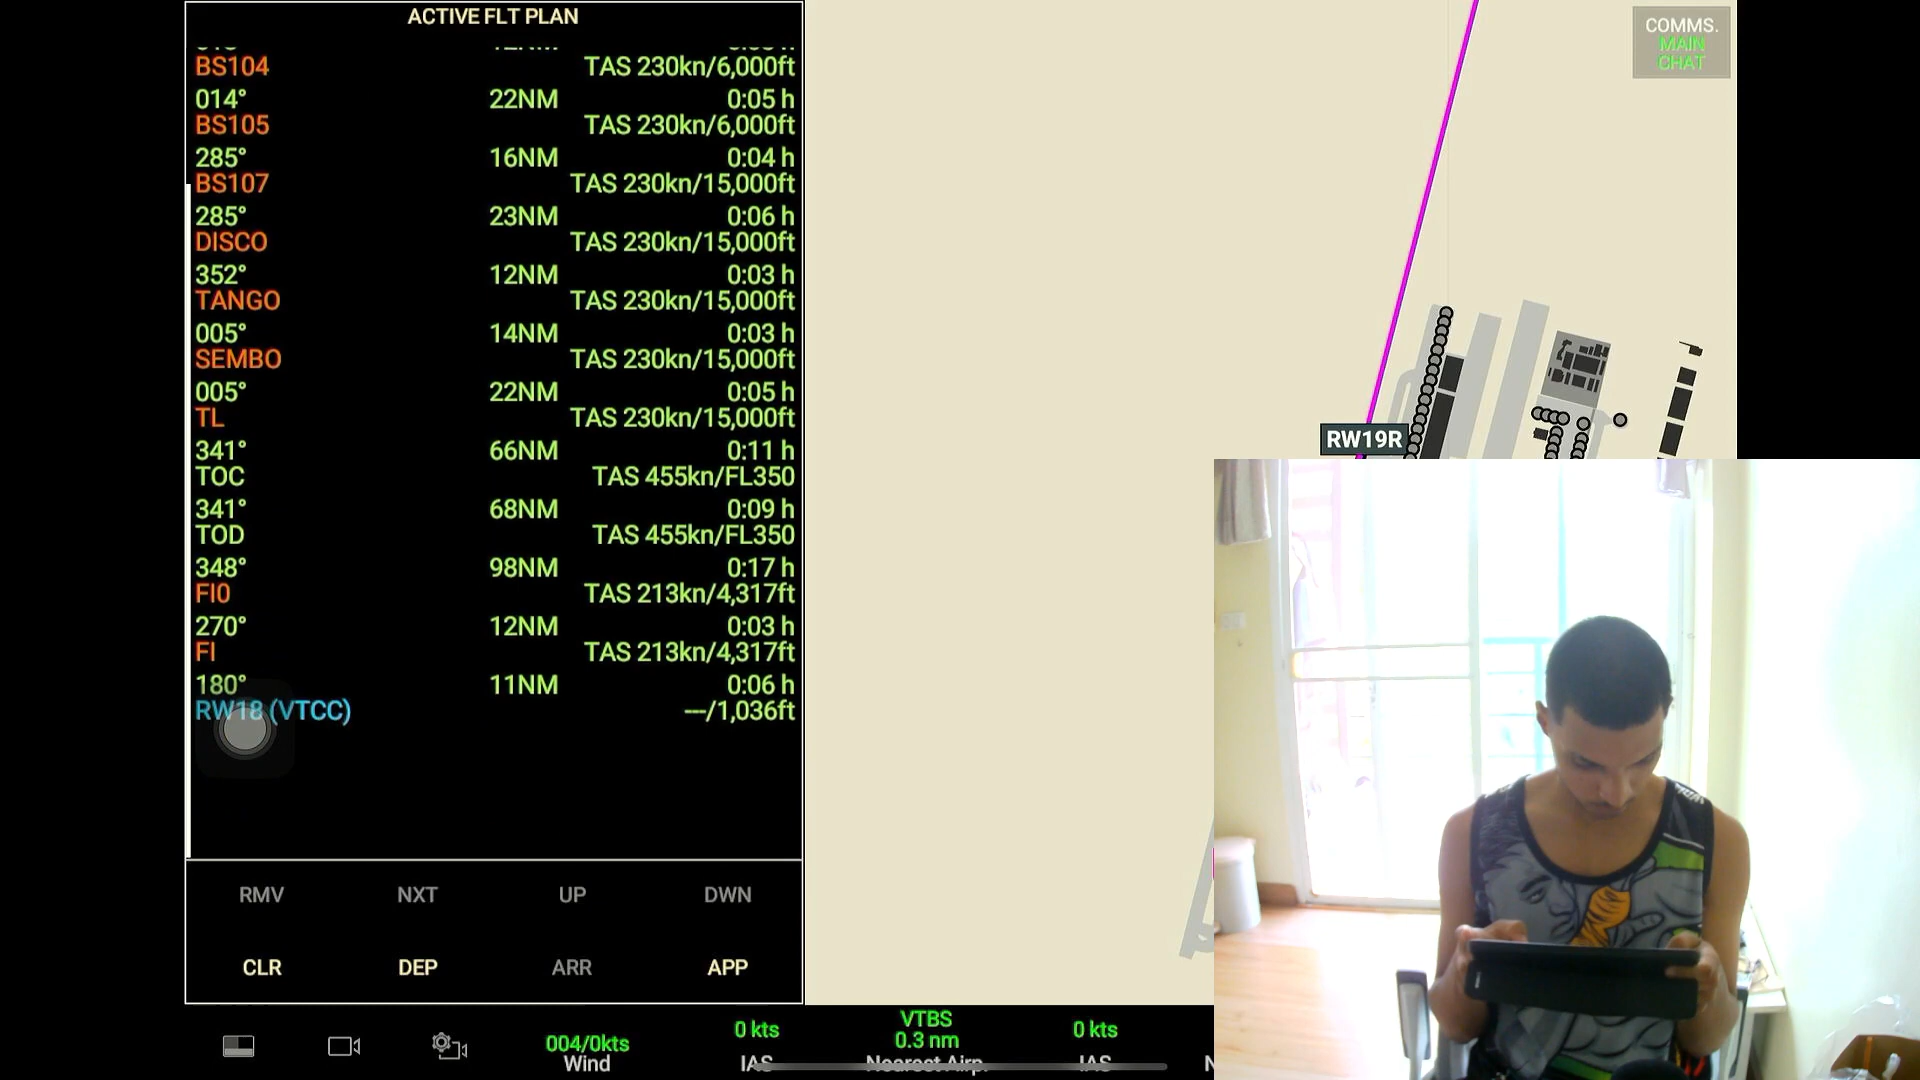 ACTIVE FLT PLAN
BS104 TAS 230kn/6,000ft
014° 22NM 0:05 h
BS105 TAS 230kn/6,000ft
285° 16NM 0:04 h
BS107 TAS 230kn/15,000ft
285° 23NM 0:06 h
DISCO TAS 230kn/15,000ft
352° 12NM 0:03 h
TANGO TAS 230kn/15,000ft
005° 14NM 0:03 h
SEMBO TAS 230kn/15,000ft
005° 22NM 0:05 h
TL TAS 230kn/15,000ft
341° 66NM 0:11 h
TOC TAS 455kn/FL350
341° 68NM 0:09 h
TOD TAS 455kn/FL350
348° 98NM 0:17 h
FI0 TAS 213kn/4,317ft
270° 12NM 0:03 h
FI TAS 213kn/4,317ft
180° 11NM 0:06 h
RW18 (VTCC) ---/1,036ft
RMV NXT UP DWN
CLR DEP ARR APP
COMMS.
MAIN
CHAT
RW19R
004/0kts
Wind
0 kts
IAS
VTBS
0.3 nm
Nearest Airp.
0 kts
IAS